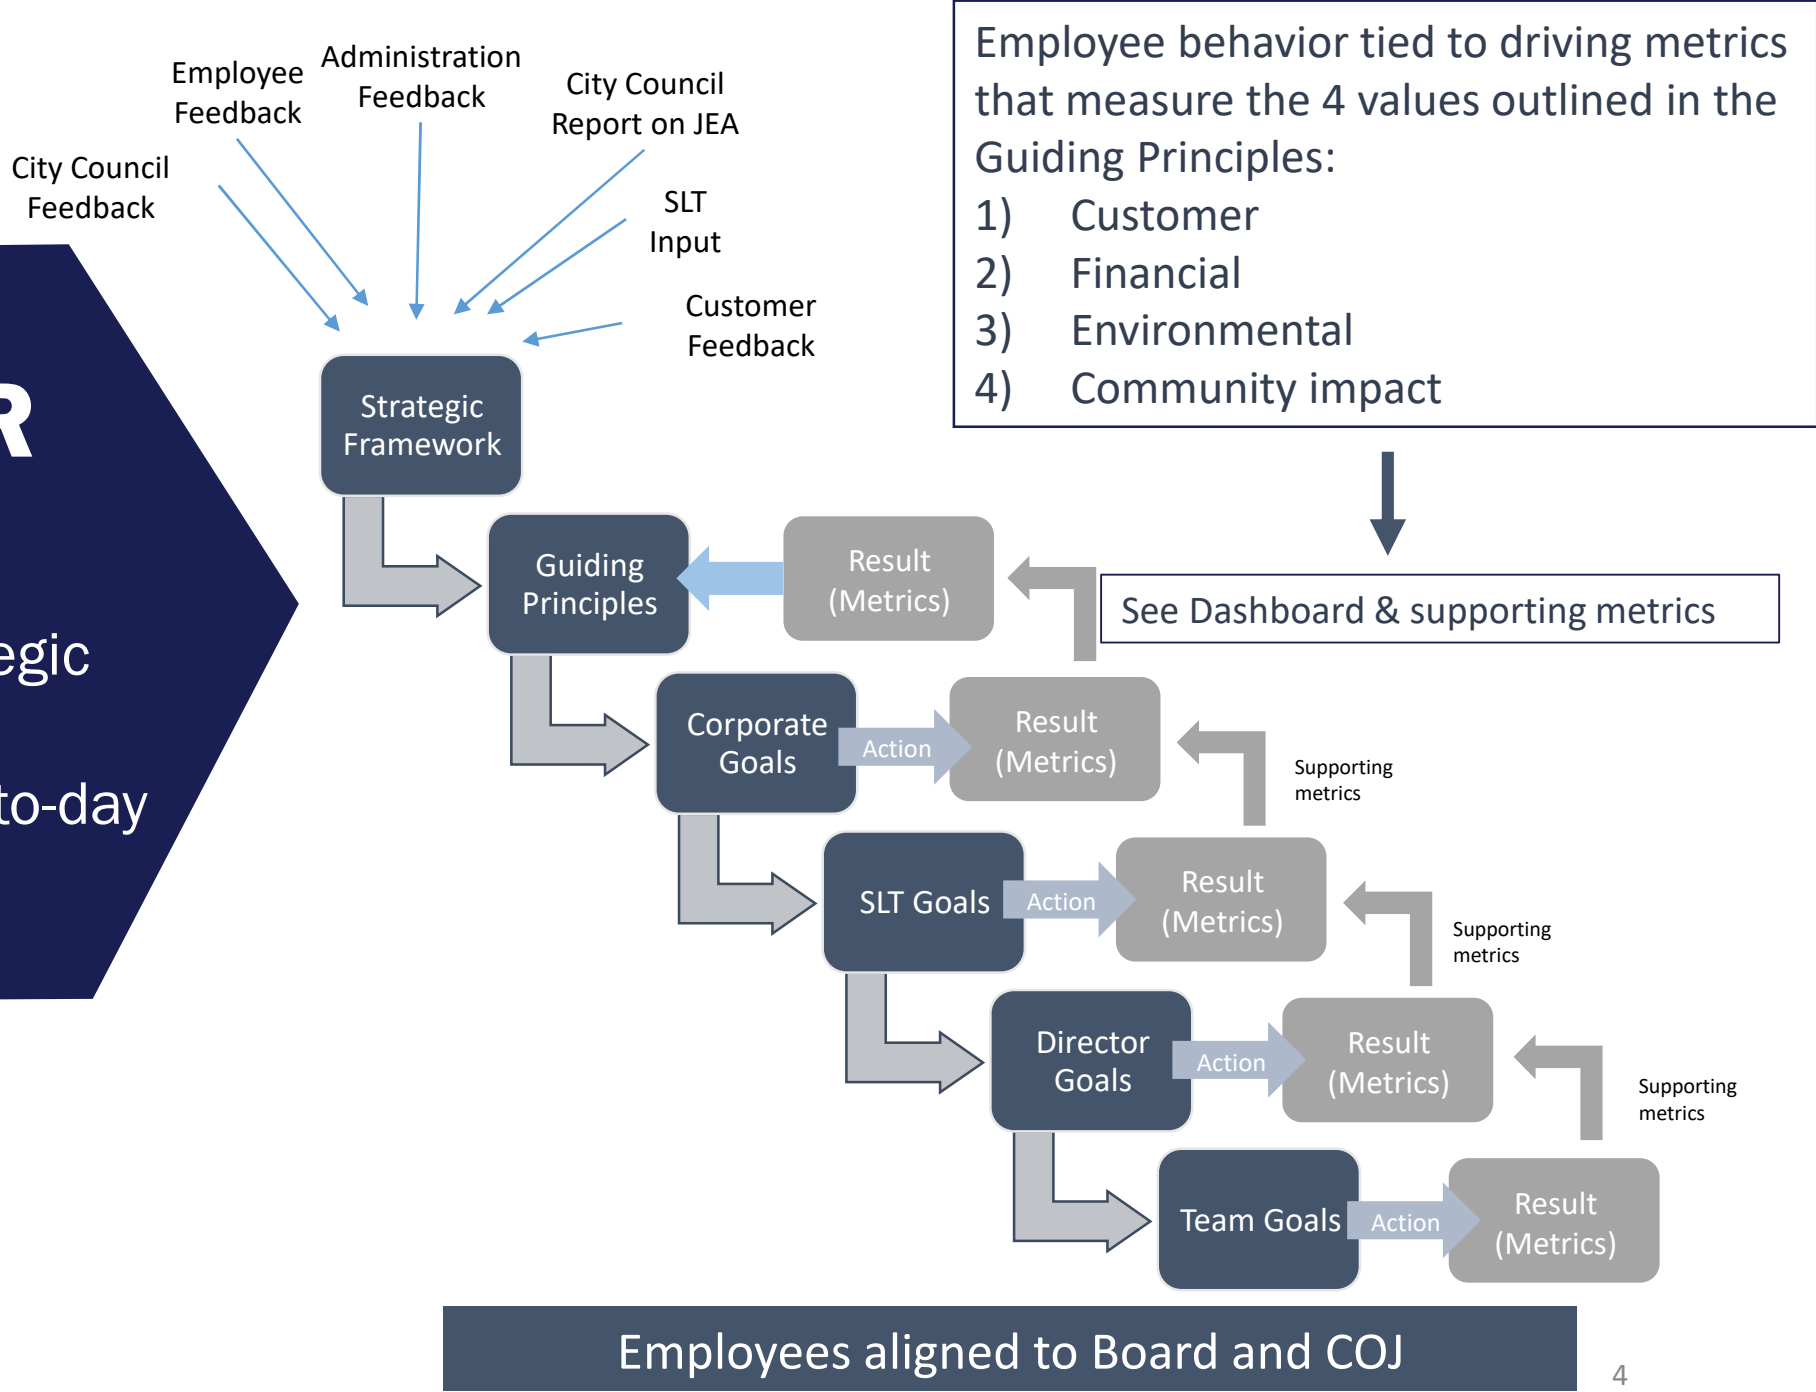 Employee
Feedback
Administration
Feedback
City Council
Report on JEA
City Council
Feedback
SLT
Input
Customer
Feedback
Employee behavior tied to driving metrics
that measure the 4 values outlined in the
Guiding Principles:
1) Customer
2) Financial
3) Environmental
4) Community impact
R
egic
to-day
Strategic
Framework
Guiding
Principles
Result
(Metrics)
See Dashboard & supporting metrics
Corporate
Goals
Action
Result
(Metrics)
Supporting
metrics
SLT Goals
Action
Result
(Metrics)
Supporting
metrics
Director
Goals
Action
Result
(Metrics)
Supporting
metrics
Team Goals
Action
Result
(Metrics)
Employees aligned to Board and COJ
4